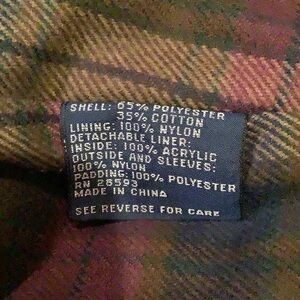 SHELL: 65% POLYESTER
35% COTTON
LINING: 100% NYLON
DETACHABLE LINER:
INSIDE: 100% ACRYLIC
OUTSIDE AND SLEEVES:
100% NYLON
PADDING: 100% POLYESTER
RN 28593
MADE IN CHINA
SEE REVERSE FOR CARE